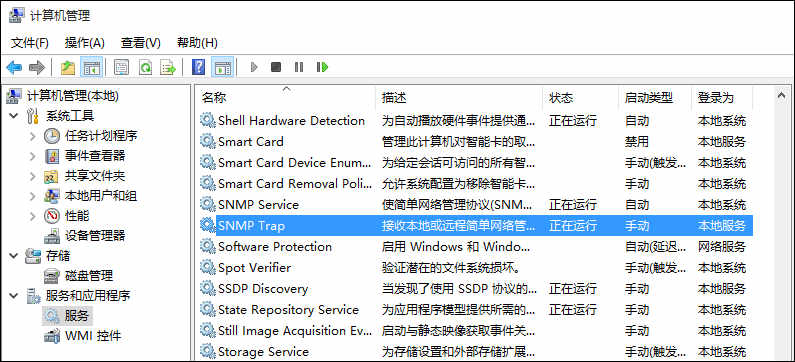 计算机管理
文件(F) 操作(A) 查看(V) 帮助(H)
计算机管理(本地)
系统工具
任务计划程序
事件查看器
共享文件夹
本地用户和组
性能
设备管理器
存储
磁盘管理
服务和应用程序
服务
WMI 控件
名称 描述 状态 启动类型 登录为
Shell Hardware Detection 为自动播放硬件事件提供通... 正在运行 自动 本地系统
Smart Card 管理此计算机对智能卡的取... 禁用 本地服务
Smart Card Device Enum... 为给定会话可访问的所有智... 手动(触发... 本地系统
Smart Card Removal Poli... 允许系统配置为移除智能卡... 手动 本地系统
SNMP Service 使简单网络管理协议(SNM... 正在运行 自动 本地系统
SNMP Trap 接收本地或远程简单网络管... 正在运行 手动 本地服务
Software Protection 启用 Windows 和 Windo... 自动(延迟... 网络服务
Spot Verifier 验证潜在的文件系统损坏。 手动(触发... 本地系统
SSDP Discovery 当发现了使用 SSDP 协议的... 正在运行 手动 本地服务
State Repository Service 为应用程序模型提供所需的... 正在运行 手动 本地系统
Still Image Acquisition Ev... 启动与静态映像获取事件关... 手动 本地系统
Storage Service 为存储设置和外部存储扩展... 手动(触发... 本地系统